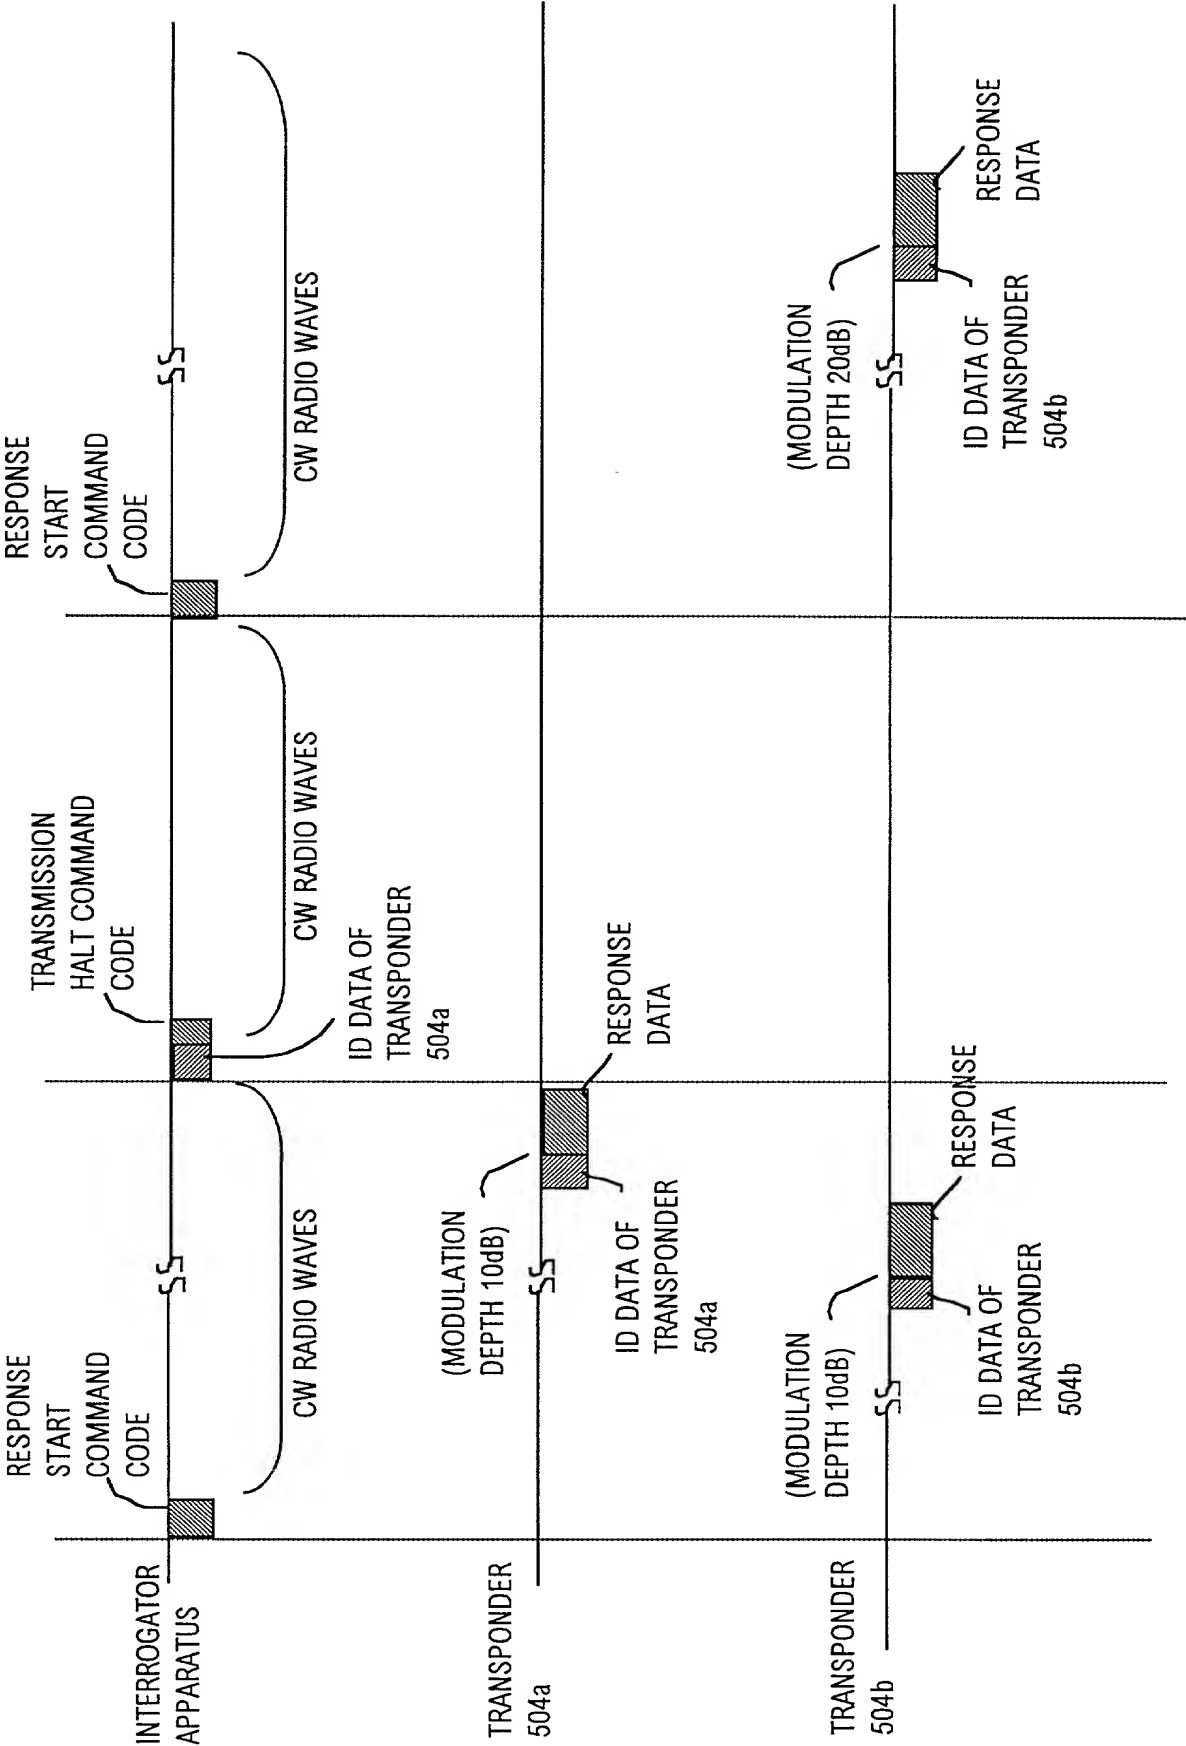 RESPONSE
START
COMMAND
CODE
TRANSMISSION
HALT COMMAND
CODE
RESPONSE
START
COMMAND
CODE
INTERROGATOR
APPARATUS
CW RADIO WAVES
CW RADIO WAVES
CW RADIO WAVES
ID DATA OF
TRANSPONDER
504a
TRANSPONDER
504a
(MODULATION
DEPTH 10dB)
ID DATA OF
TRANSPONDER
504a
RESPONSE
DATA
TRANSPONDER
504b
(MODULATION
DEPTH 10dB)
ID DATA OF
TRANSPONDER
504b
RESPONSE
DATA
(MODULATION
DEPTH 20dB)
ID DATA OF
TRANSPONDER
504b
RESPONSE
DATA